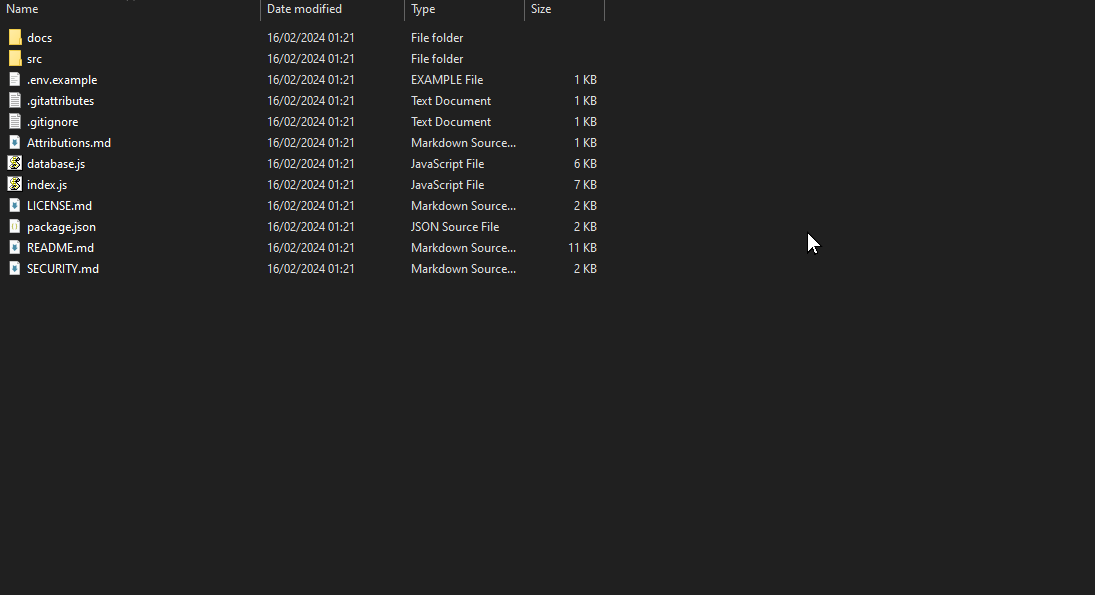 Name Date modified Type Size
docs 16/02/2024 01:21 File folder
src 16/02/2024 01:21 File folder
.env.example 16/02/2024 01:21 EXAMPLE File 1 KB
.gitattributes 16/02/2024 01:21 Text Document 1 KB
.gitignore 16/02/2024 01:21 Text Document 1 KB
Attributions.md 16/02/2024 01:21 Markdown Source... 1 KB
database.js 16/02/2024 01:21 JavaScript File 6 KB
index.js 16/02/2024 01:21 JavaScript File 7 KB
LICENSE.md 16/02/2024 01:21 Markdown Source... 2 KB
package.json 16/02/2024 01:21 JSON Source File 2 KB
README.md 16/02/2024 01:21 Markdown Source... 11 KB
SECURITY.md 16/02/2024 01:21 Markdown Source... 2 KB